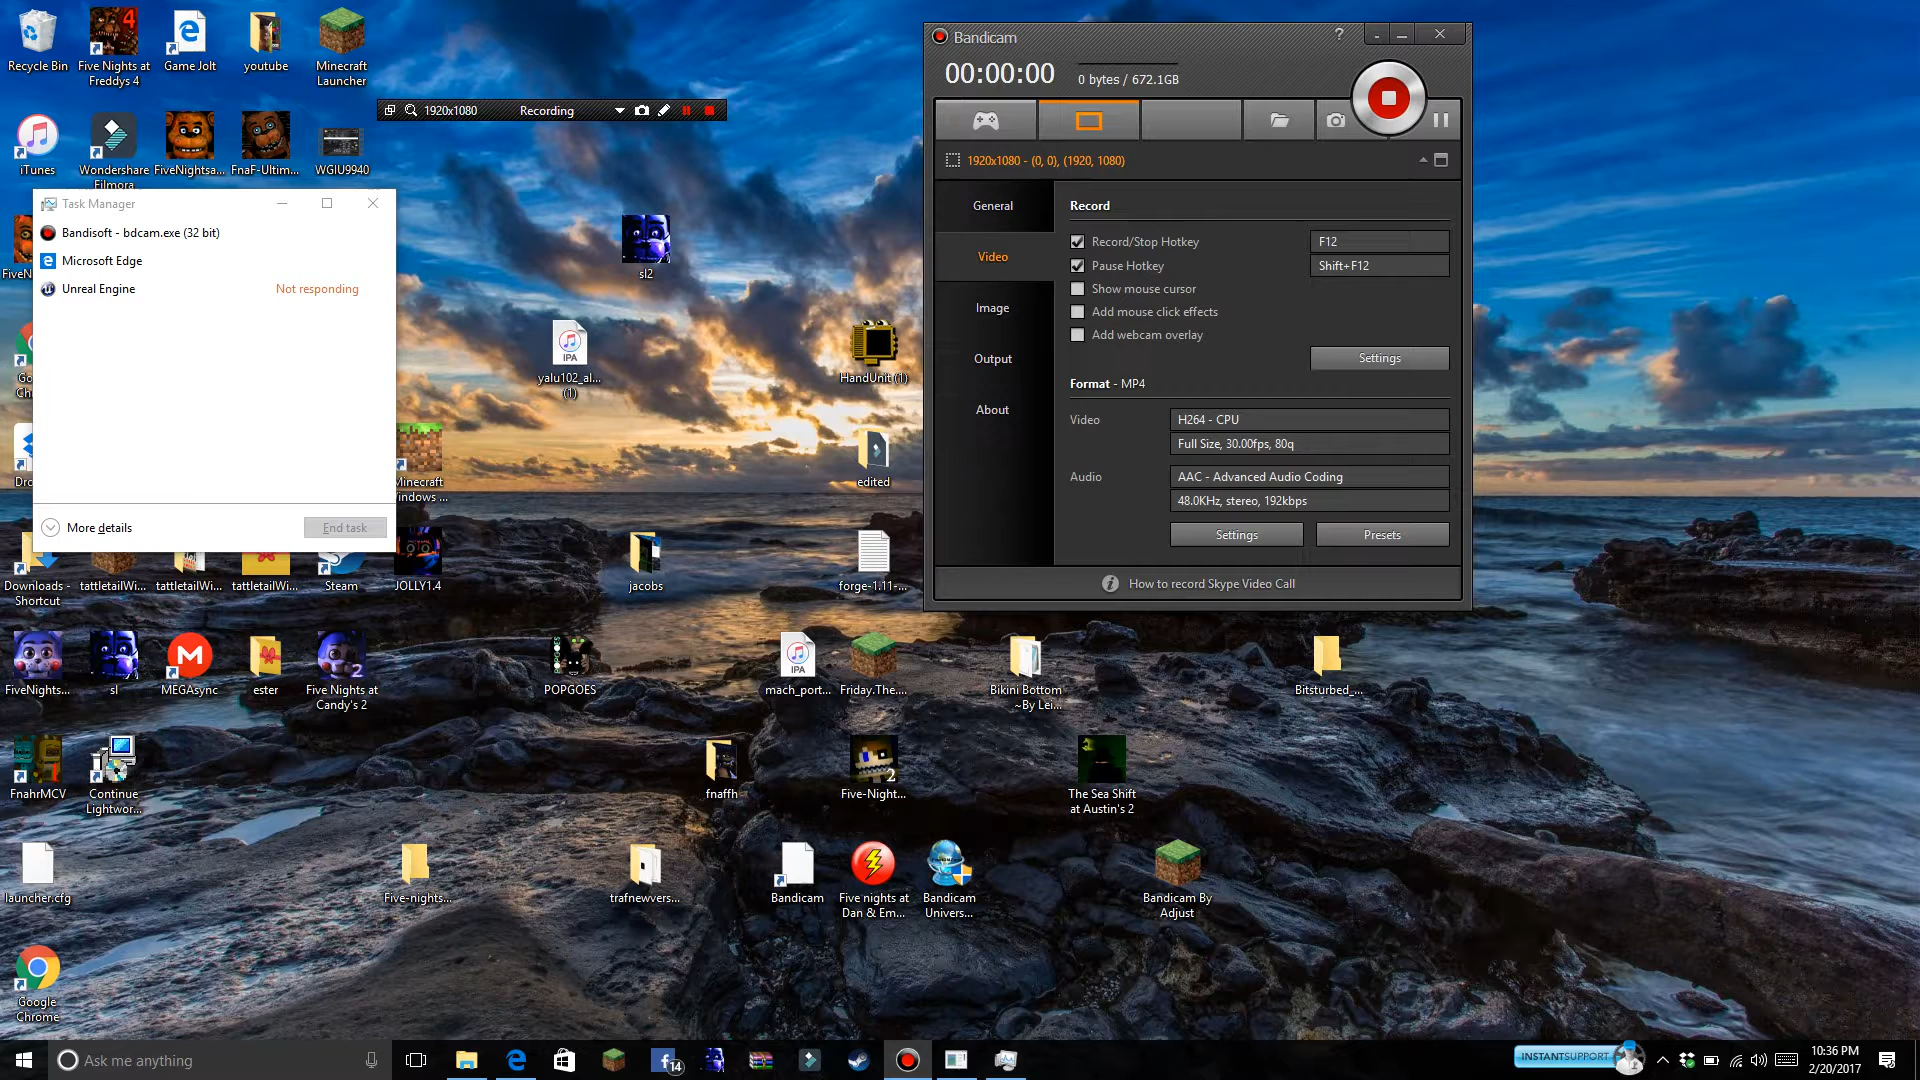 Recycle Bin
Five Nights at
Freddys 4
Game Jolt
youtube
Minecraft
Launcher
iTunes
Wondershare
Filmora
FiveNightsa...
FnaF-Ultim...
WGIU9940
1920x1080
Recording
Task Manager
Bandisoft - bdcam.exe (32 bit)
Microsoft Edge
Unreal Engine
Not responding
More details
End task
sl2
IPA
yalu102_al...
(1)
HandUnit (1)
Minecraft
edited
Bandicam
?
00:00:00
0 bytes / 672.1GB
1920x1080 - (0, 0), (1920, 1080)
General
Video
Image
Output
About
Record
Record/Stop Hotkey
F12
Pause Hotkey
Shift+F12
Show mouse cursor
Add mouse click effects
Add webcam overlay
Settings
Format - MP4
Video
H264 - CPU
Full Size, 30.00fps, 80q
Audio
AAC - Advanced Audio Coding
48.0KHz, stereo, 192kbps
Settings
Presets
How to record Skype Video Call
Downloads -
Shortcut
tattletailWi...
tattletailWi...
tattletailWi...
Steam
JOLLY1.4
jacobs
forge-1.11-...
FiveNights...
sl
MEGAsync
ester
Five Nights at
Candy's 2
POPGOES
IPA
mach_port...
Friday.The....
Bikini Bottom
~By Lei...
Bitsturbed_...
FnahrMCV
Continue
Lightwor...
fnaffh
Five-Night...
The Sea Shift
at Austin's 2
launcher.cfg
Five-nights...
trafnewvers...
Bandicam
Five nights at
Dan & Em...
Bandicam
Univers...
Bandicam By
Adjust
Google
Chrome
Ask me anything
14
INSTANTSUPPORT
10:36 PM
2/20/2017